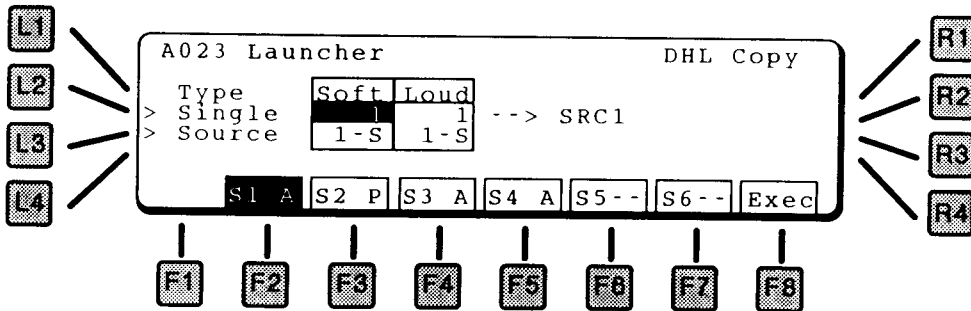 L1
L2
L3
L4
A023 Launcher DHL Copy
Type Soft Loud
> Single 1 1 --> SRC1
> Source 1-S 1-S
S1 A S2 P S3 A S4 A S5-- S6-- Exec
R1
R2
R3
R4
F1 F2 F3 F4 F5 F6 F7 F8